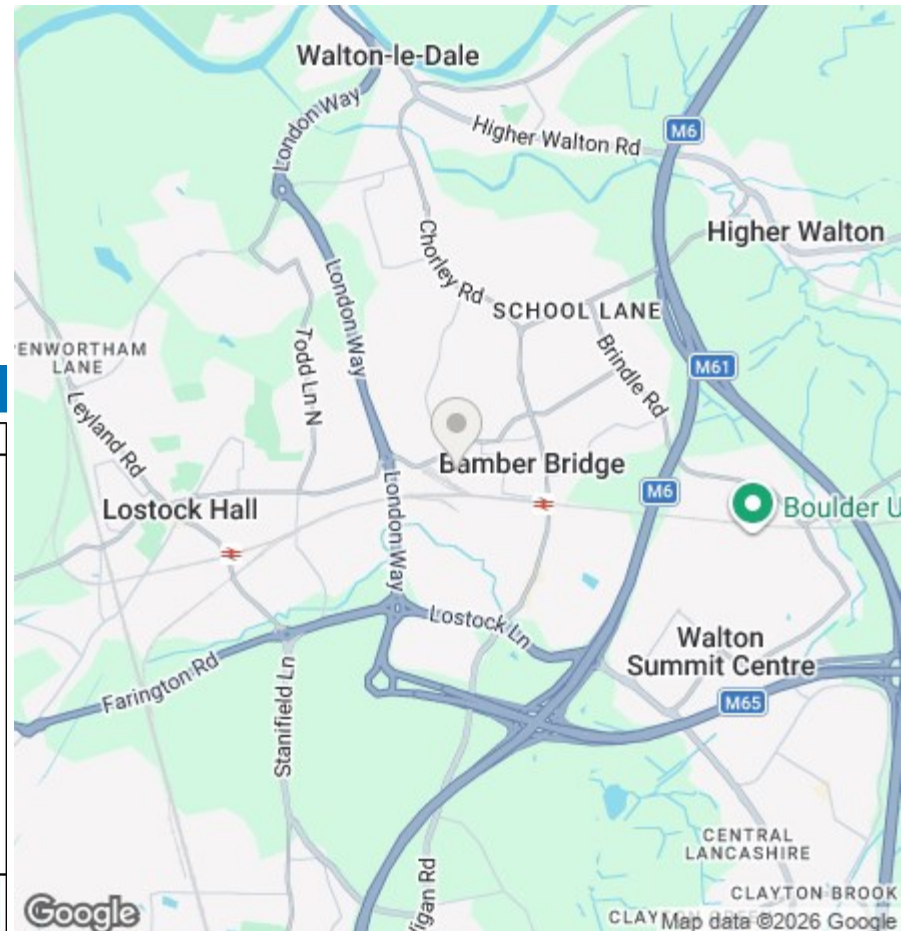 Walton-le-Dale
London Way
Higher Walton Rd
M6
Higher Walton
Chorley Rd
SCHOOL LANE
London Way
Todd Ln N
Brindle Rd
PENWORTHAM
LANE
M61
Leyland Rd
Bamber Bridge
M6
Boulder U
Lostock Hall
London Way
Lostock Ln
Walton
Summit Centre
Farington Rd
Stanifield Ln
M65
CENTRAL
LANCASHIRE
CLAYTON BROOK
igan Rd
Google
Map data ©2026 Google